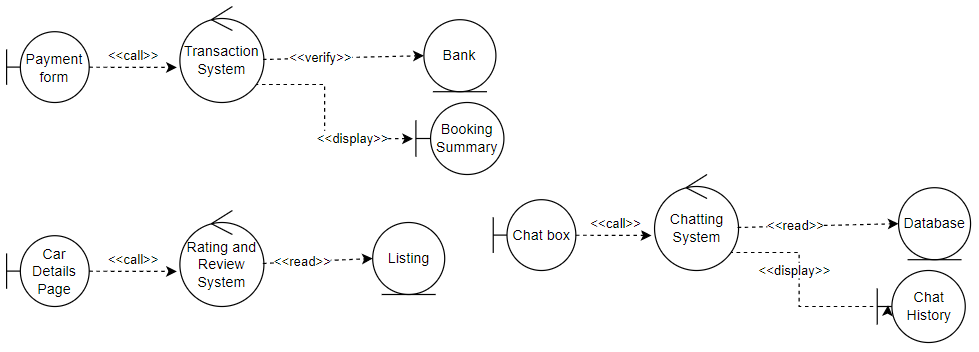 Payment
form
<<call>>
Transaction
System
<<verify>>
Bank
<<display>>
Booking
Summary
Car
Details
Page
<<call>>
Rating and
Review
System
<<read>>
Listing
Chat box
<<call>>
Chatting
System
<<read>>
Database
<<display>>
Chat
History